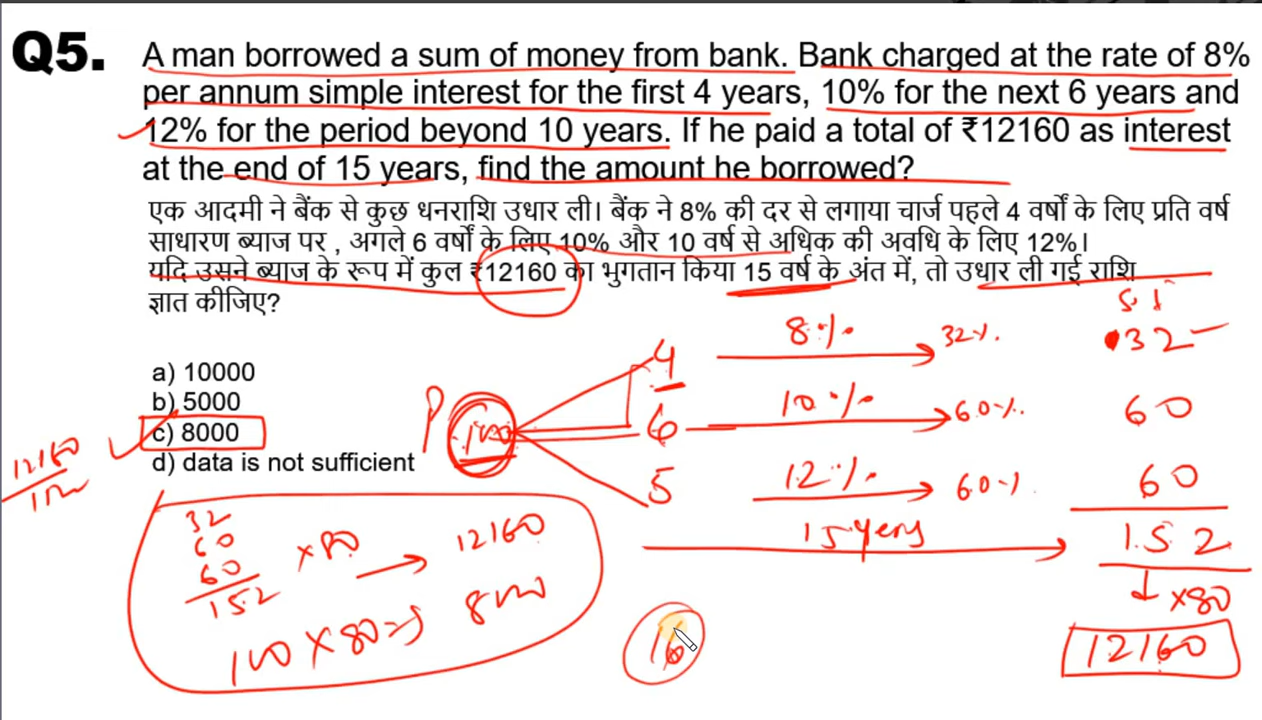 Q5. A man borrowed a sum of money from bank. Bank charged at the rate of 8%
per annum simple interest for the first 4 years, 10% for the next 6 years and
12% for the period beyond 10 years. If he paid a total of ₹12160 as interest
at the end of 15 years, find the amount he borrowed?
एक आदमी ने बैंक से कुछ धनराशि उधार ली। बैंक ने 8% की दर से लगाया चार्ज पहले 4 वर्षों के लिए प्रति वर्ष
साधारण ब्याज पर , अगले 6 वर्षों के लिए 10% और 10 वर्ष से अधिक की अवधि के लिए 12%।
यदि उसने ब्याज के रूप में कुल ₹12160 का भुगतान किया 15 वर्ष के अंत में, तो उधार ली गई राशि
ज्ञात कीजिए?
a) 10000
b) 5000
c) 8000
d) data is not sufficient
P 100
4 8% 32%
6 10% 60%
5 12% 60%
15 years
S I
32
60
60
152
×80
12160
12160
152
32
60
60
152
×80 12160
100×80 8000
16